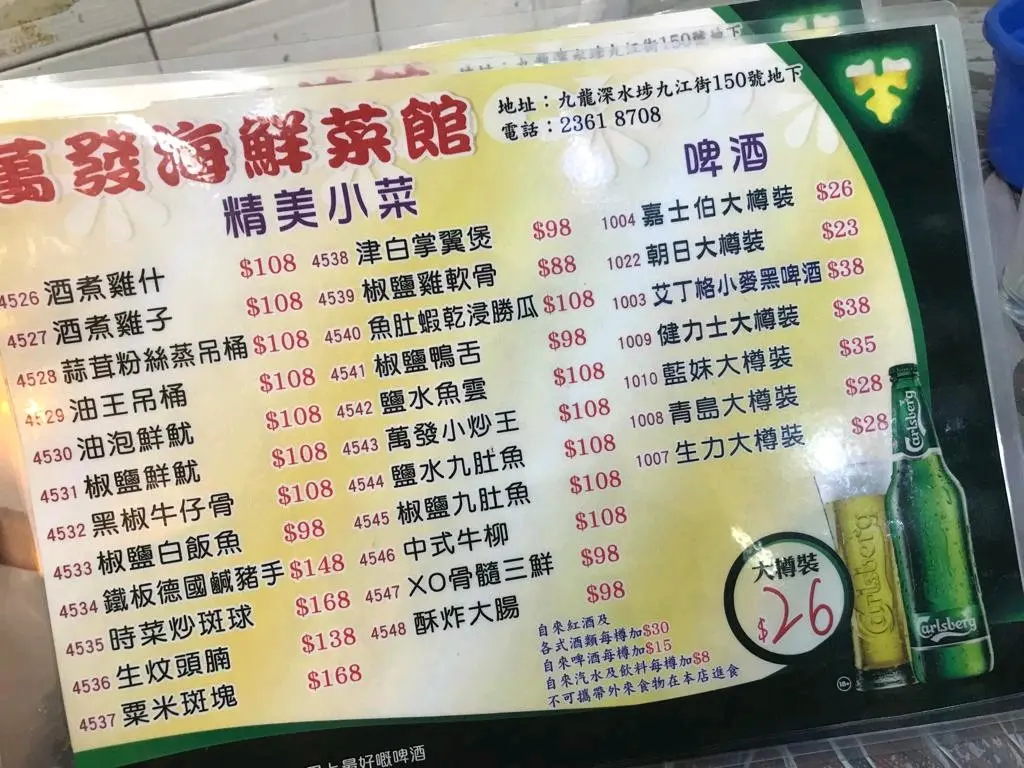 地址：九龍深水埗九江街150號地下
電話：2361 8708
萬發海鮮菜館
精美小菜
4526 酒煮雞什 $108
4527 酒煮雞子 $108
4528 蒜茸粉絲蒸吊桶 $108
4529 油王吊桶 $108
4530 油泡鮮魷 $108
4531 椒鹽鮮魷 $108
4532 黑椒牛仔骨 $108
4533 椒鹽白飯魚 $98
4534 鐵板德國鹹豬手 $148
4535 時菜炒斑球 $168
4536 生炆頭腩 $138
4537 粟米斑塊 $168
4538 津白掌翼煲 $98
4539 椒鹽雞軟骨 $88
4540 魚肚蝦乾浸勝瓜 $108
4541 椒鹽鴨舌 $98
4542 鹽水魚雲 $108
4543 萬發小炒王 $108
4544 鹽水九肚魚 $108
4545 椒鹽九肚魚 $108
4546 中式牛柳 $108
4547 XO骨髓三鮮 $98
4548 酥炸大腸 $98
啤酒
1004 嘉士伯大樽裝 $26
1022 朝日大樽裝 $23
1003 艾丁格小麥黑啤酒 $38
1009 健力士大樽裝 $38
1010 藍妹大樽裝 $35
1008 青島大樽裝 $28
1007 生力大樽裝 $28
自來紅酒及
各式酒類每樽加$30
自來啤酒每樽加$15
自來汽水及飲料每樽加$8
不可攜帶外來食物在本店進食
大樽裝
$26
Carlsberg
Carlsberg
Carlsberg
18+
最好嘅啤酒